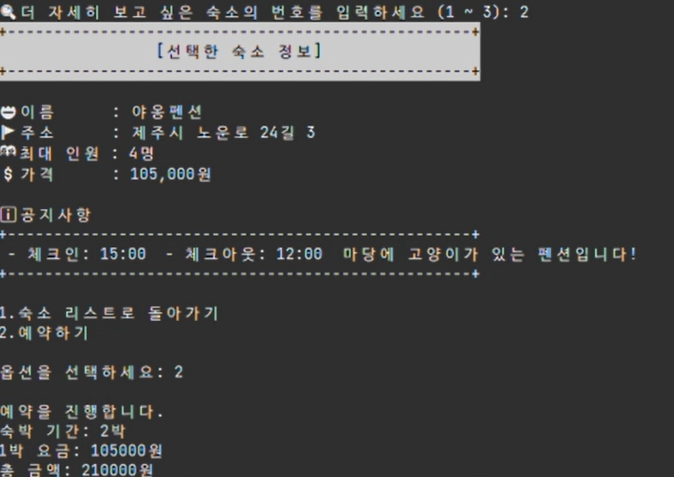 🔍더 자세히 보고 싶은 숙소의 번호를 입력하세요 (1 ~ 3): 2
+--------------------------------------------------+
[선택한 숙소 정보]
+--------------------------------------------------+
이름 : 야옹펜션
주소 : 제주시 노운로 24길 3
최대 인원 : 4명
$ 가격 : 105,000원
ℹ공지사항
+--------------------------------------------------+
- 체크인: 15:00 - 체크아웃: 12:00 마당에 고양이가 있는 펜션입니다!
+--------------------------------------------------+
1.숙소 리스트로 돌아가기
2.예약하기
옵션을 선택하세요: 2
예약을 진행합니다.
숙박 기간: 2박
1박 요금: 105000원
총 금액: 210000원